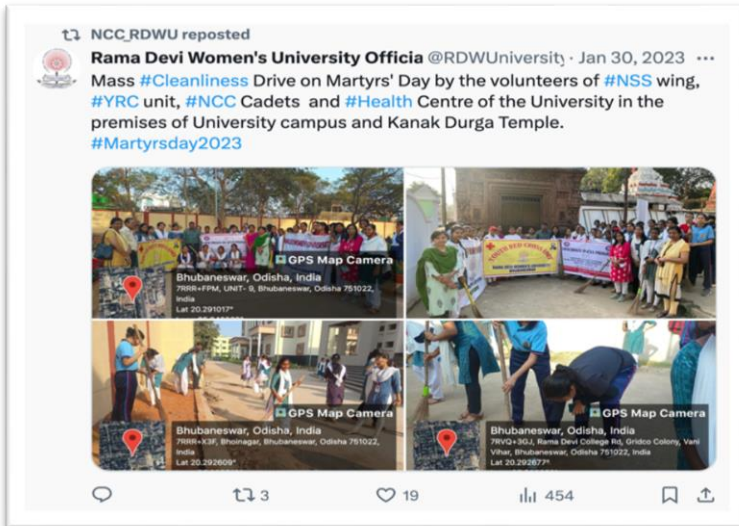 NCC_RDWU reposted
Rama Devi Women's University Officia @RDWUniversity · Jan 30, 2023 ···
Mass #Cleanliness Drive on Martyrs' Day by the volunteers of #NSS wing,
#YRC unit, #NCC Cadets and #Health Centre of the University in the
premises of University campus and Kanak Durga Temple.
#Martyrsday2023
GPS Map Camera
Bhubaneswar, Odisha, India
7RRR+FPM, UNIT- 9, Bhubaneswar, Odisha 751022,
India
Lat 20.291017°
YOUTH RED CROSS
GPS Map Camera
Bhubaneswar, Odisha, India
7RRR+X3F, Bhoinagar, Bhubaneswar, Odisha 751022,
India
Lat 20.292609°
GPS Map Camera
Bhubaneswar, Odisha, India
7RVQ+3GJ, Rama Devi College Rd, Gridco Colony, Vani
Vihar, Bhubaneswar, Odisha 751022, India
Lat 20.292677°
3
19
454